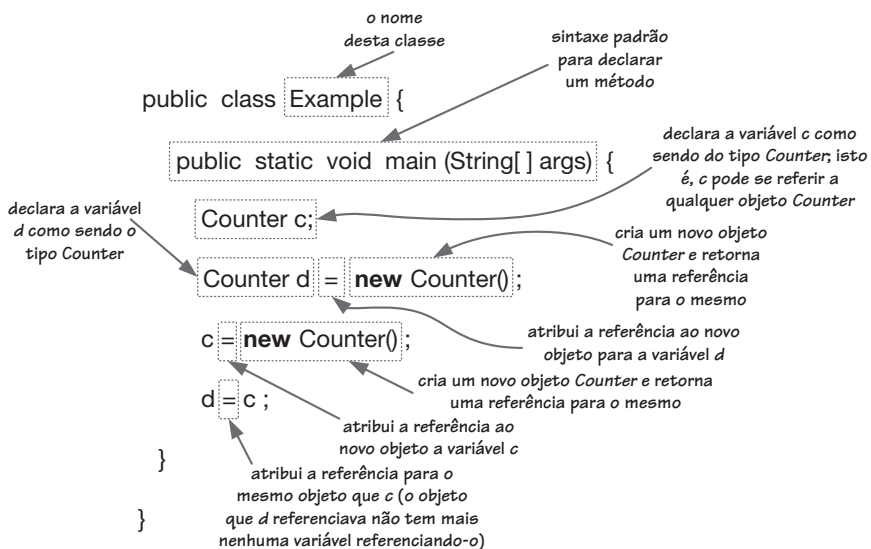 o nome
desta classe
sintaxe padrão
para declarar
um método
public class Example {
public static void main (String[ ] args) {
declara a variável c como
sendo do tipo Counter; isto
é, c pode se referir a
qualquer objeto Counter
Counter c;
declara a variável
d como sendo o
tipo Counter
cria um novo objeto
Counter e retorna
uma referência
para o mesmo
Counter d = new Counter() ;
atribui a referência ao novo
objeto para a variável d
c = new Counter() ;
cria um novo objeto Counter e retorna
uma referência para o mesmo
d = c ;
atribui a referência ao
novo objeto a variável c
}
atribui a referência para o
mesmo objeto que c (o objeto
que d referenciava não tem mais
nenhuma variável referenciando-o)
}